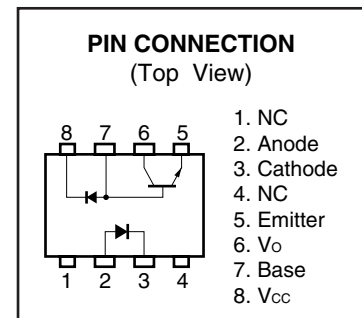 PIN CONNECTION
(Top View)
8 7 6 5
1 2 3 4
1. NC
2. Anode
3. Cathode
4. NC
5. Emitter
6. Vo
7. Base
8. Vcc